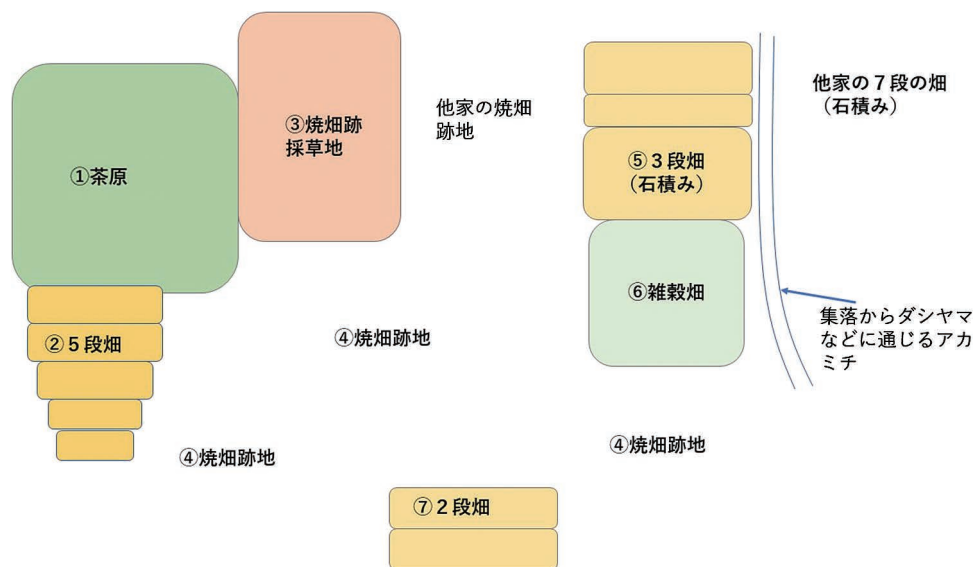 ①茶原
②５段畑
③焼畑跡
採草地
他家の焼畑
跡地
④焼畑跡地
④焼畑跡地
⑤３段畑
（石積み）
⑥雑穀畑
④焼畑跡地
⑦２段畑
他家の７段の畑
（石積み）
集落からダシヤマ
などに通じるアカ
ミチ